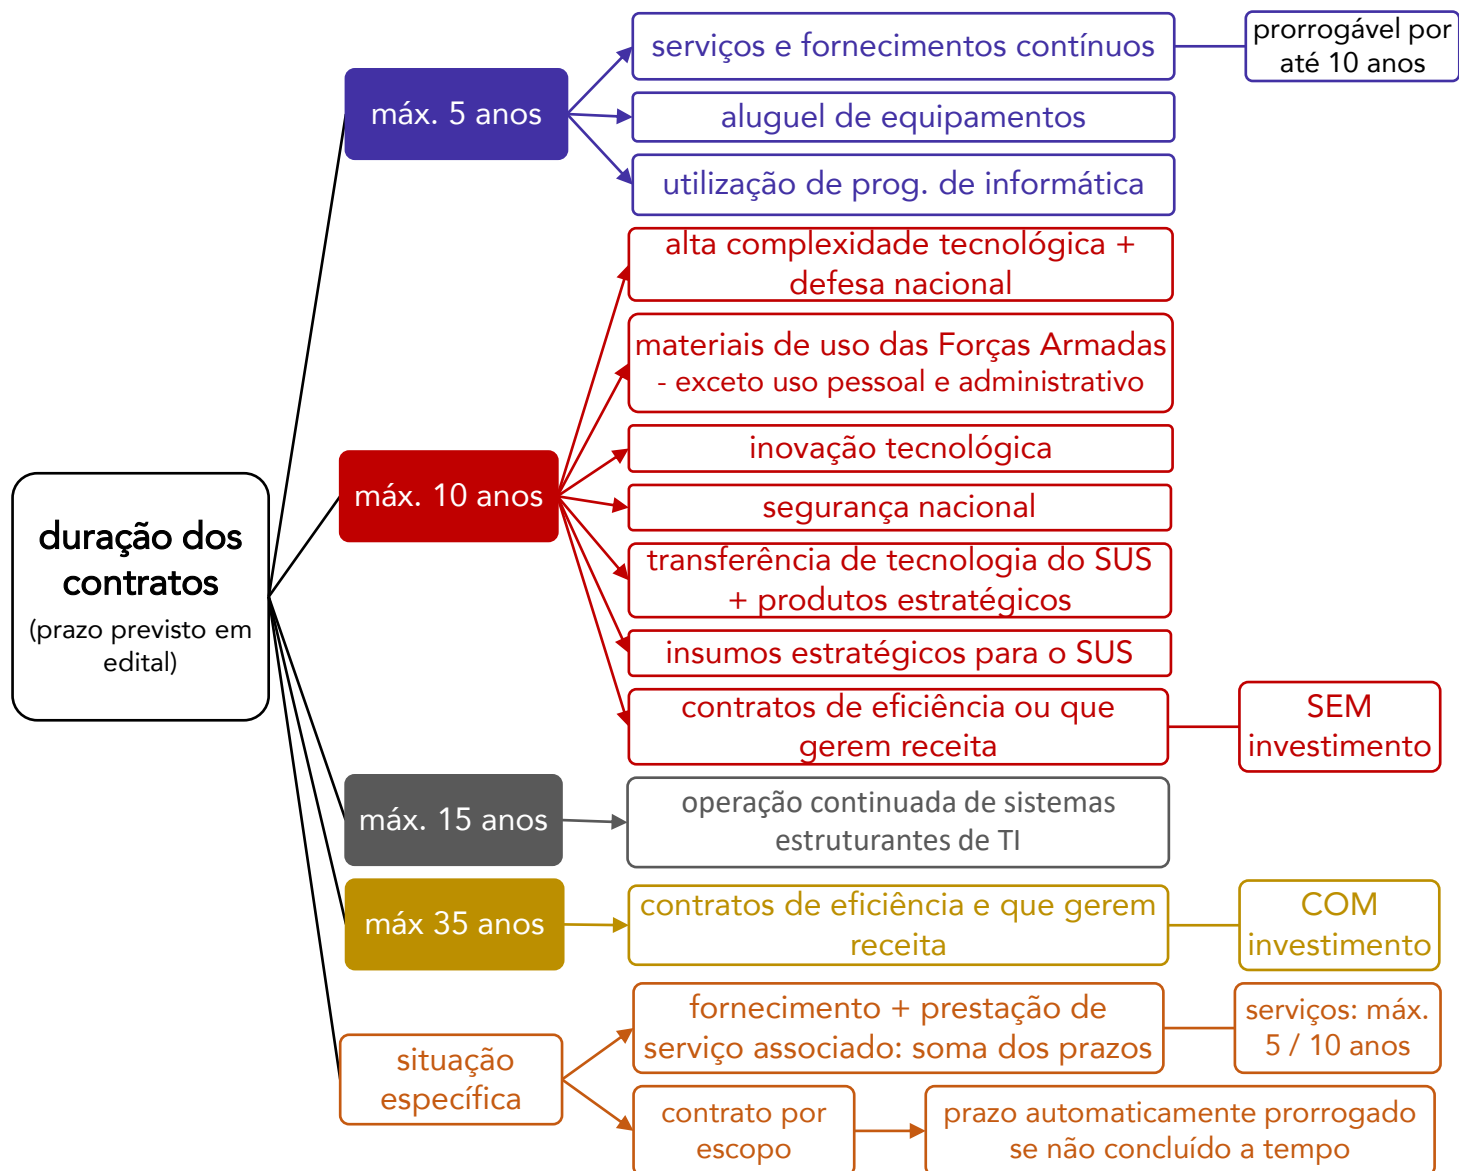 duração dos
contratos
(prazo previsto em
edital)
máx. 5 anos
serviços e fornecimentos contínuos
prorrogável por
até 10 anos
aluguel de equipamentos
utilização de prog. de informática
máx. 10 anos
alta complexidade tecnológica +
defesa nacional
materiais de uso das Forças Armadas
- exceto uso pessoal e administrativo
inovação tecnológica
segurança nacional
transferência de tecnologia do SUS
+ produtos estratégicos
insumos estratégicos para o SUS
contratos de eficiência ou que
gerem receita
SEM
investimento
máx. 15 anos
operação continuada de sistemas
estruturantes de TI
máx 35 anos
contratos de eficiência e que gerem
receita
COM
investimento
situação
específica
fornecimento + prestação de
serviço associado: soma dos prazos
serviços: máx.
5 / 10 anos
contrato por
escopo
prazo automaticamente prorrogado
se não concluído a tempo